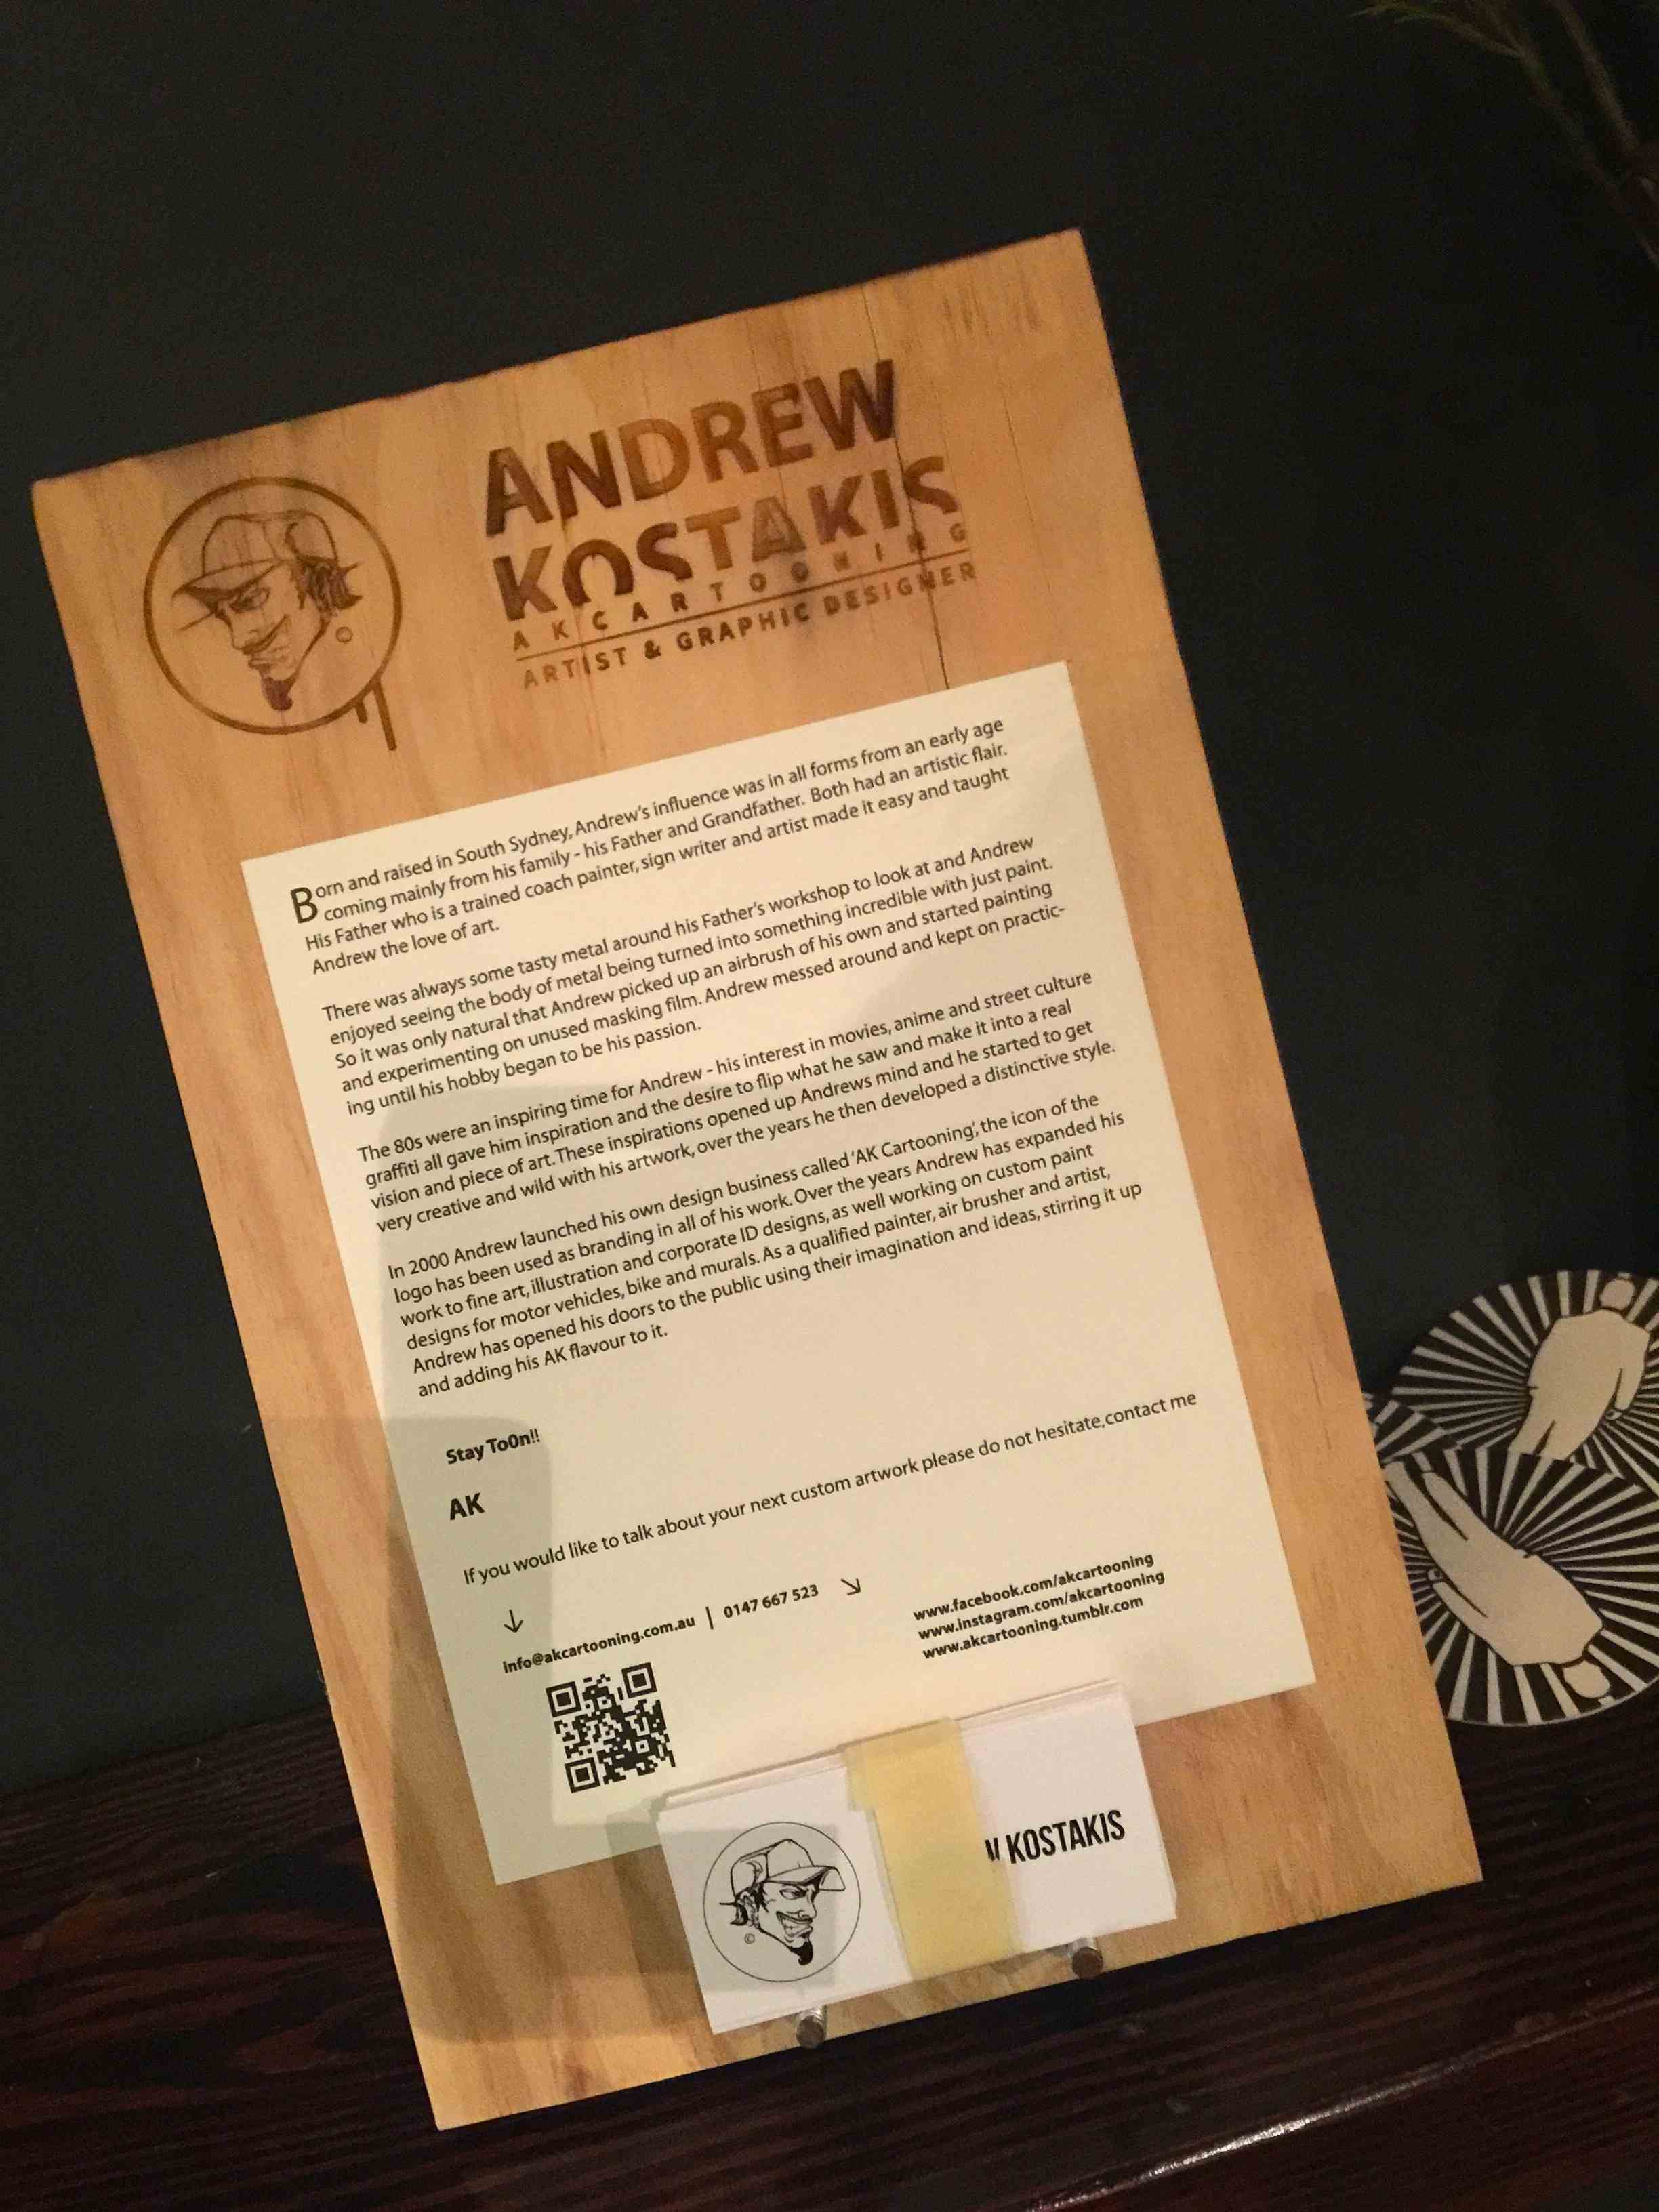 ANDREW
KOSTAKIS
AKCARTOONING
ARTIST & GRAPHIC DESIGNER
©
Born and raised in South Sydney, Andrew's influence was in all forms from an early age
coming mainly from his family - his Father and Grandfather. Both had an artistic flair.
His Father who is a trained coach painter, sign writer and artist made it easy and taught
Andrew the love of art.
There was always some tasty metal around his Father's workshop to look at and Andrew
enjoyed seeing the body of metal being turned into something incredible with just paint.
So it was only natural that Andrew picked up an airbrush of his own and started painting
and experimenting on unused masking film. Andrew messed around and kept on practic-
ing until his hobby began to be his passion.
The 80s were an inspiring time for Andrew - his interest in movies, anime and street culture
graffiti all gave him inspiration and the desire to flip what he saw and make it into a real
vision and piece of art. These inspirations opened up Andrews mind and he started to get
very creative and wild with his artwork, over the years he then developed a distinctive style.
In 2000 Andrew launched his own design business called 'AK Cartooning', the icon of the
logo has been used as branding in all of his work. Over the years Andrew has expanded his
work to fine art, illustration and corporate ID designs, as well working on custom paint
designs for motor vehicles, bike and murals. As a qualified painter, air brusher and artist,
Andrew has opened his doors to the public using their imagination and ideas, stirring it up
and adding his AK flavour to it.
Stay To0n!!
AK
If you would like to talk about your next custom artwork please do not hesitate, contact me
info@akcartooning.com.au | 0147 667 523
www.facebook.com/akcartooning
www.instagram.com/akcartooning
www.akcartooning.tumblr.com
W KOSTAKIS
©